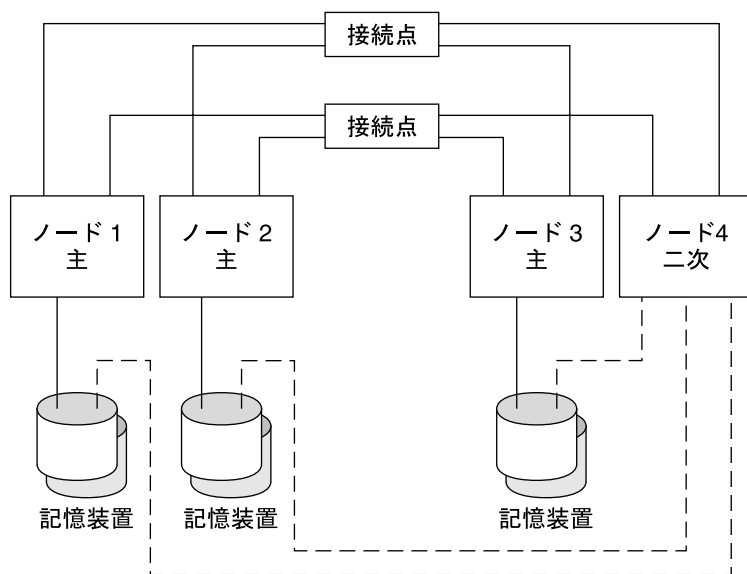 接続点
接続点
ノード 1
主
ノード 2
主
ノード 3
主
ノード4
二次
記憶装置
記憶装置
記憶装置